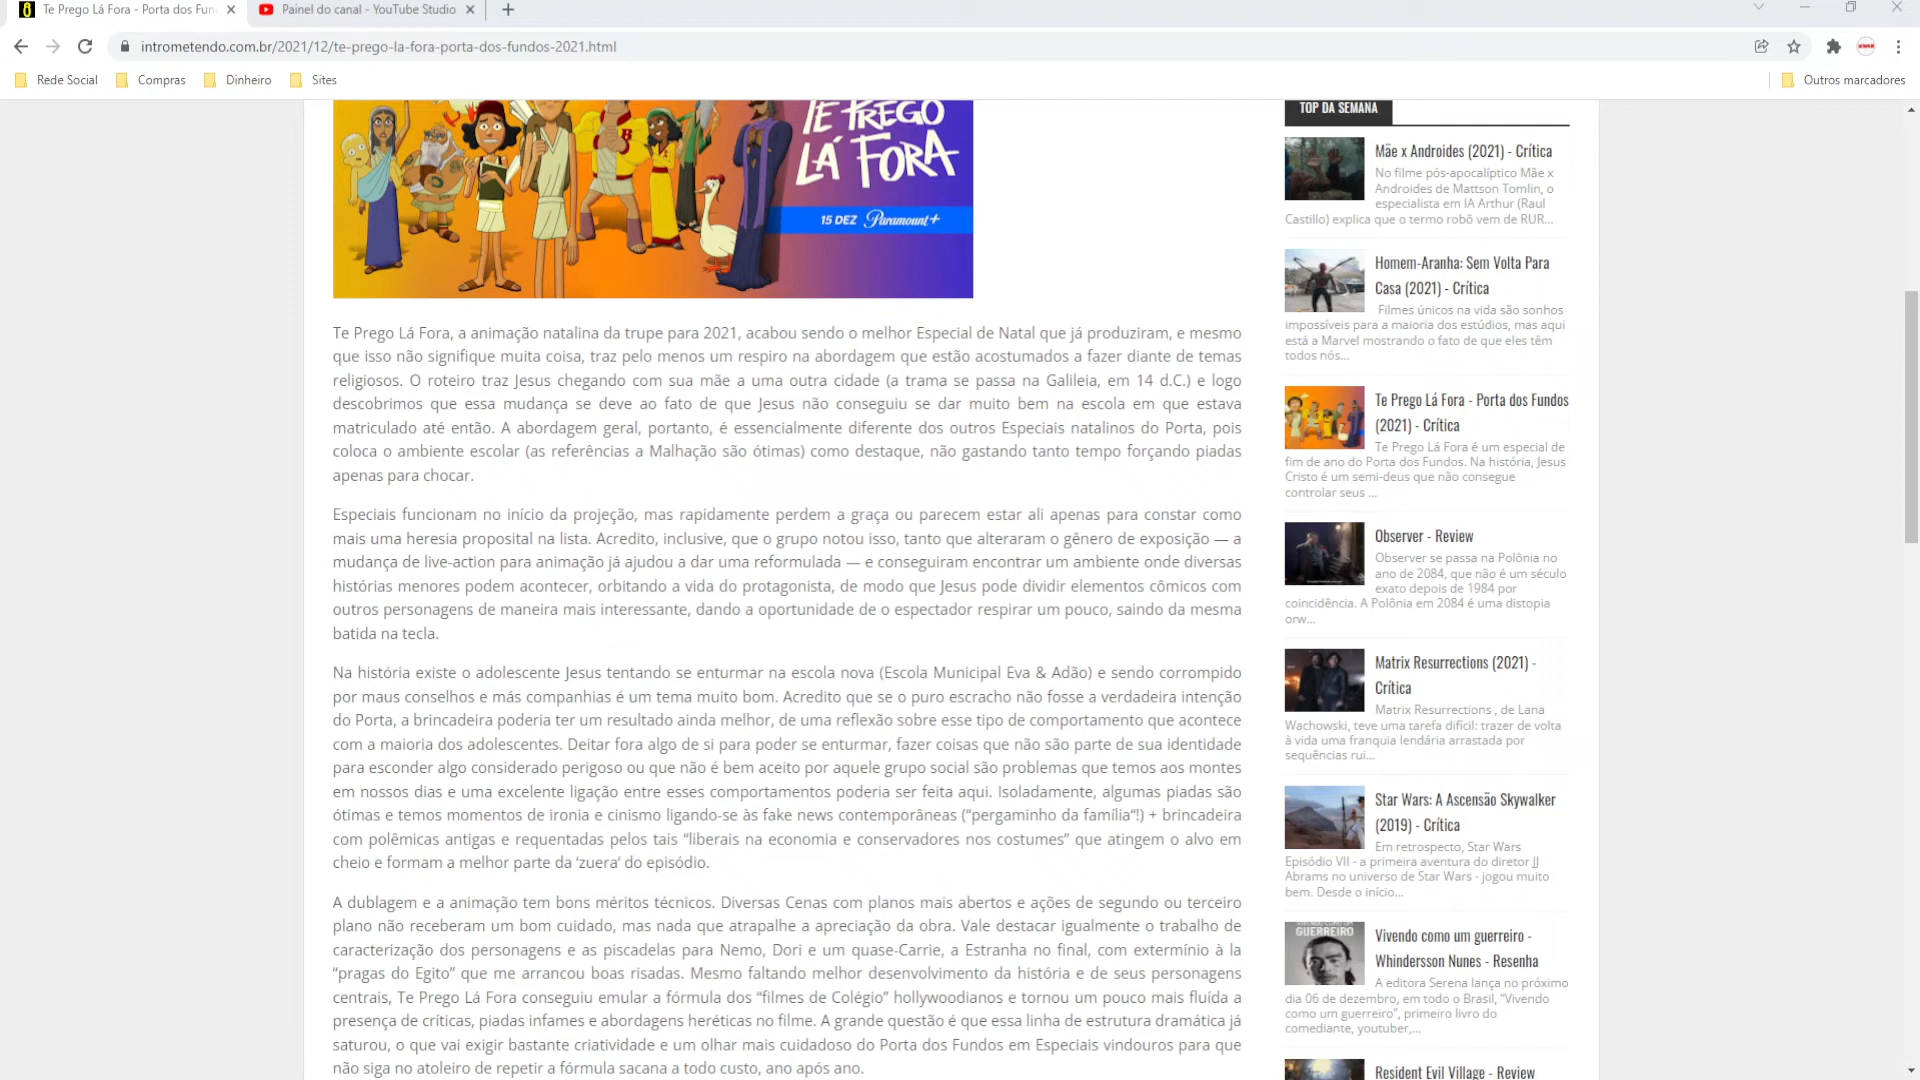 Te Prego Lá Fora - Porta dos Fun
Painel do canal - YouTube Studio
intrometendo.com.br/2021/12/te-prego-la-fora-porta-dos-fundos-2021.html
Rede Social
Compras
Dinheiro
Sites
Outros marcadores
TE PREGO
LÁ FORA
15 DEZ Paramount+
Te Prego Lá Fora, a animação natalina da trupe para 2021, acabou sendo o melhor Especial de Natal que já produziram, e mesmo
que isso não signifique muita coisa, traz pelo menos um respiro na abordagem que estão acostumados a fazer diante de temas
religiosos. O roteiro traz Jesus chegando com sua mãe a uma outra cidade (a trama se passa na Galileia, em 14 d.C.) e logo
descobrimos que essa mudança se deve ao fato de que Jesus não conseguiu se dar muito bem na escola em que estava
matriculado até então. A abordagem geral, portanto, é essencialmente diferente dos outros Especiais natalinos do Porta, pois
coloca o ambiente escolar (as referências a Malhação são ótimas) como destaque, não gastando tanto tempo forçando piadas
apenas para chocar.
Especiais funcionam no início da projeção, mas rapidamente perdem a graça ou parecem estar ali apenas para constar como
mais uma heresia proposital na lista. Acredito, inclusive, que o grupo notou isso, tanto que alteraram o gênero de exposição — a
mudança de live-action para animação já ajudou a dar uma reformulada — e conseguiram encontrar um ambiente onde diversas
histórias menores podem acontecer, orbitando a vida do protagonista, de modo que Jesus pode dividir elementos cômicos com
outros personagens de maneira mais interessante, dando a oportunidade de o espectador respirar um pouco, saindo da mesma
batida na tecla.
Na história existe o adolescente Jesus tentando se enturmar na escola nova (Escola Municipal Eva & Adão) e sendo corrompido
por maus conselhos e más companhias é um tema muito bom. Acredito que se o puro escracho não fosse a verdadeira intenção
do Porta, a brincadeira poderia ter um resultado ainda melhor, de uma reflexão sobre esse tipo de comportamento que acontece
com a maioria dos adolescentes. Deitar fora algo de si para poder se enturmar, fazer coisas que não são parte de sua identidade
para esconder algo considerado perigoso ou que não é bem aceito por aquele grupo social são problemas que temos aos montes
em nossos dias e uma excelente ligação entre esses comportamentos poderia ser feita aqui. Isoladamente, algumas piadas são
ótimas e temos momentos de ironia e cinismo ligando-se às fake news contemporâneas (“pergaminho da família“!) + brincadeira
com polêmicas antigas e requentadas pelos tais “liberais na economia e conservadores nos costumes” que atingem o alvo em
cheio e formam a melhor parte da ‘zuera‘ do episódio.
A dublagem e a animação tem bons méritos técnicos. Diversas Cenas com planos mais abertos e ações de segundo ou terceiro
plano não receberam um bom cuidado, mas nada que atrapalhe a apreciação da obra. Vale destacar igualmente o trabalho de
caracterização dos personagens e as piscadelas para Nemo, Dori e um quase-Carrie, a Estranha no final, com extermínio à la
“pragas do Egito” que me arrancou boas risadas. Mesmo faltando melhor desenvolvimento da história e de seus personagens
centrais, Te Prego Lá Fora conseguiu emular a fórmula dos “filmes de Colégio” hollywoodianos e tornou um pouco mais fluída a
presença de críticas, piadas infames e abordagens heréticas no filme. A grande questão é que essa linha de estrutura dramática já
saturou, o que vai exigir bastante criatividade e um olhar mais cuidadoso do Porta dos Fundos em Especiais vindouros para que
não siga no atoleiro de repetir a fórmula sacana a todo custo, ano após ano.
TOP DA SEMANA
Mãe x Androides (2021) - Crítica
No filme pós-apocalíptico Mãe x
Androides de Mattson Tomlin, o
especialista em IA Arthur (Raul
Castillo) explica que o termo robô vem de RUR...
Homem-Aranha: Sem Volta Para
Casa (2021) - Crítica
Filmes únicos na vida são sonhos
impossíveis para a maioria dos estúdios, mas aqui
está a Marvel mostrando o fato de que eles têm
todos nós...
Te Prego Lá Fora - Porta dos Fundos
(2021) - Crítica
Te Prego Lá Fora é um especial de
fim de ano do Porta dos Fundos. Na história, Jesus
Cristo é um semi-deus que não consegue
controlar seus ...
Observer - Review
Observer se passa na Polônia no
ano de 2084, que não é um século
exato depois de 1984 por
coincidência. A Polônia em 2084 é uma distopia
orw...
Matrix Resurrections (2021) -
Crítica
Matrix Resurrections , de Lana
Wachowski, teve uma tarefa difícil: trazer de volta
à vida uma franquia lendária arrastada por
sequências rui...
Star Wars: A Ascensão Skywalker
(2019) - Crítica
Em retrospecto, Star Wars
Episódio VII - a primeira aventura do diretor JJ
Abrams no universo de Star Wars - jogou muito
bem. Desde o início...
GUERREIRO
Vivendo como um guerreiro -
Whindersson Nunes - Resenha
A editora Serena lança no próximo
dia 06 de dezembro, em todo o Brasil, “Vivendo
como um guerreiro”, primeiro livro do
comediante, youtuber,...
Resident Evil Village - Review